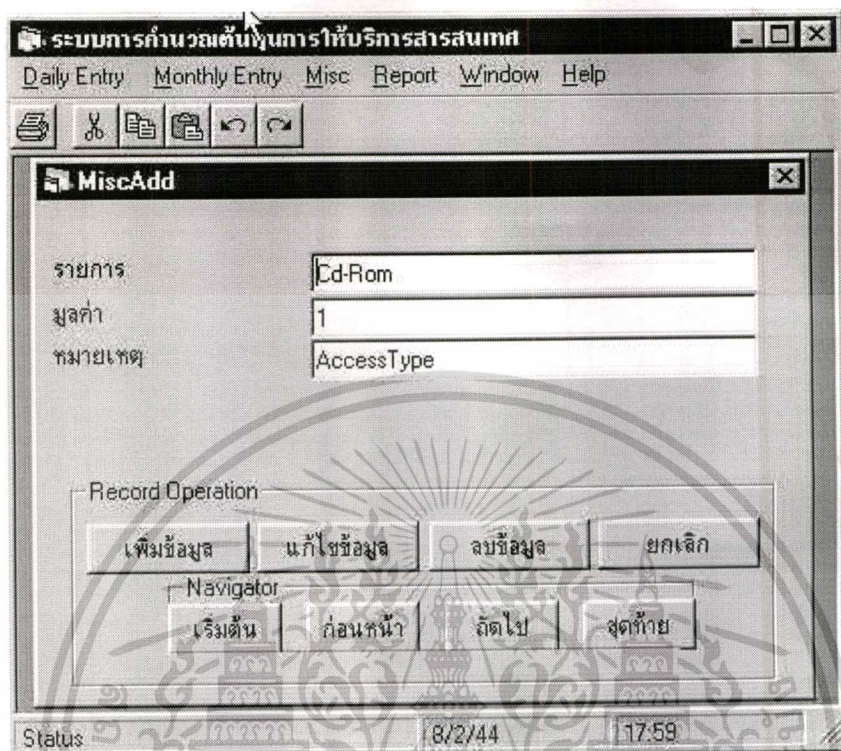 ระบบการคำนวณต้นทุนการให้บริการสารสนเทศ
Daily Entry Monthly Entry Misc Report Window Help
MiscAdd
รายการ Cd-Rom
มูลค่า 1
หมายเหตุ AccessType
Record Operation
เพิ่มข้อมูล แก้ไขข้อมูล ลบข้อมูล ยกเลิก
Navigator
เริ่มต้น ก่อนหน้า ถัดไป สุดท้าย
Status 8/2/44 17:59